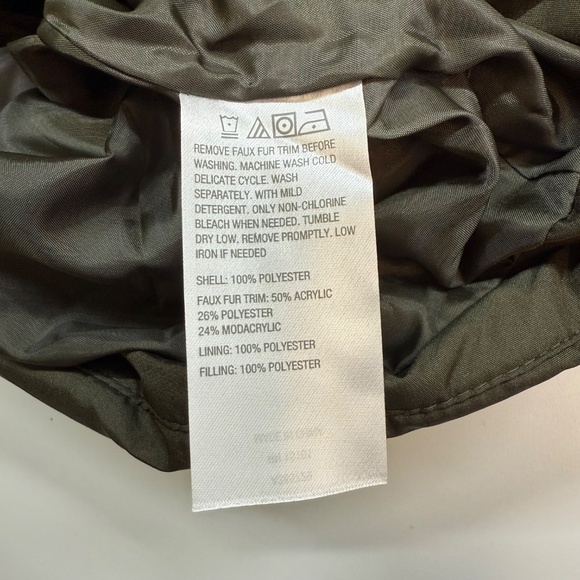 REMOVE FAUX FUR TRIM BEFORE
WASHING. MACHINE WASH COLD
DELICATE CYCLE. WASH
SEPARATELY. WITH MILD
DETERGENT. ONLY NON-CHLORINE
BLEACH WHEN NEEDED. TUMBLE
DRY LOW. REMOVE PROMPTLY. LOW
IRON IF NEEDED
SHELL: 100% POLYESTER
FAUX FUR TRIM: 50% ACRYLIC
26% POLYESTER
24% MODACRYLIC
LINING: 100% POLYESTER
FILLING: 100% POLYESTER